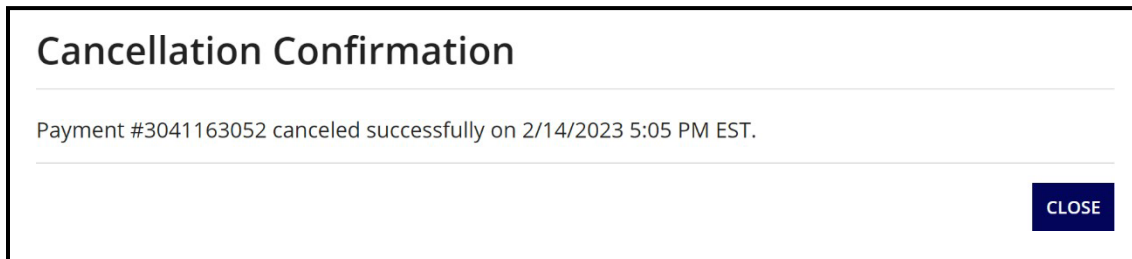 Cancellation Confirmation
Payment #3041163052 canceled successfully on 2/14/2023 5:05 PM EST.
CLOSE